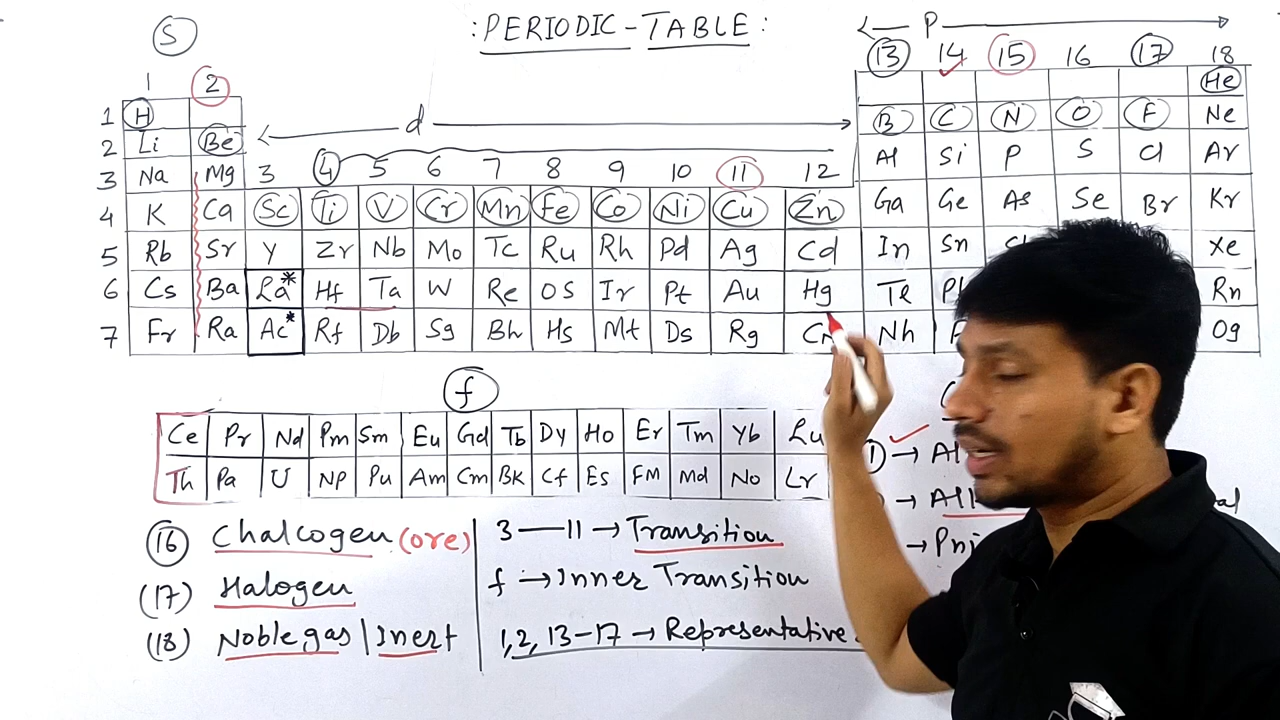 S :PERIODIC-TABLE: P
13 14 15 16 17 18
1 2 He
1 H d B C N O F Ne
2 Li Be Al Si P S Cl Ar
3 Na Mg 3 4 5 6 7 8 9 10 11 12
4 K Ca Sc Ti V Cr Mn Fe Co Ni Cu Zn Ga Ge As Se Br Kr
5 Rb Sr Y Zr Nb Mo Tc Ru Rh Pd Ag Cd In Sn Xe
6 Cs Ba La* Hf Ta W Re OS Ir Pt Au Hg Tl Rn
7 Fr Ra Ac* Rf Db Sg Bh Hs Mt Ds Rg Cn Nh Og
f
Ce Pr Nd Pm Sm Eu Gd Tb Dy Ho Er Tm Yb Lu
Th Pa U NP Pu Am Cm BK Cf Es FM Md No Lr
(16) Chalcogen (ore)
(17) Halogen
(18) Noble gas | Inert
3 — 11 → Transition
f → Inner Transition
1, 2, 13-17 → Representative
① →
→
→